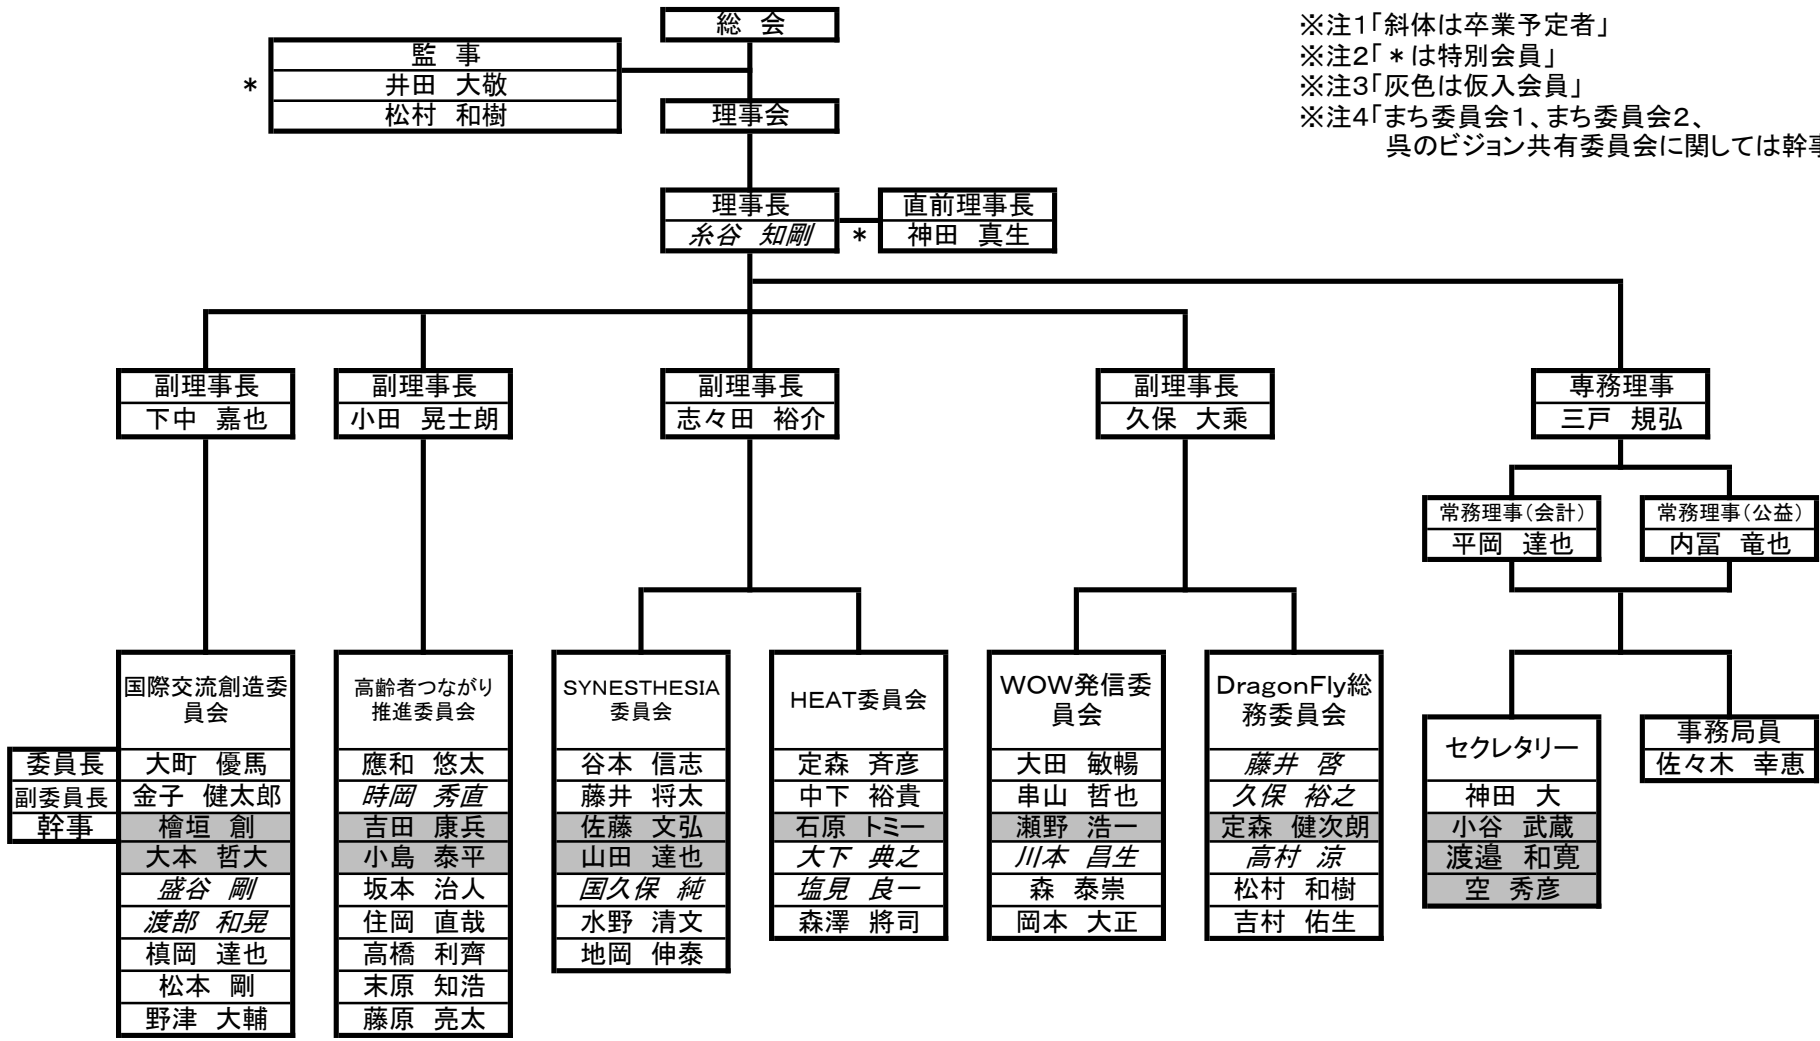 総 会
※注1「斜体は卒業予定者」
※注2「*は特別会員」
※注3「灰色は仮入会員」
※注4「まち委員会1、まち委員会2、
呉のビジョン共有委員会に関しては幹事
監 事
* 井田 大敬
松村 和樹
理事会
理事長
糸谷 知剛
直前理事長
* 神田 真生
副理事長
下中 嘉也
副理事長
小田 晃士朗
副理事長
志々田 裕介
副理事長
久保 大乘
専務理事
三戸 規弘
常務理事(会計)
平岡 達也
常務理事(公益)
内冨 竜也
委員長
副委員長
幹事
国際交流創造委
員会
大町 優馬
金子 健太郎
檜垣 創
大本 哲大
盛谷 剛
渡部 和晃
槙岡 達也
松本 剛
野津 大輔
高齢者つながり
推進委員会
應和 悠太
時岡 秀直
吉田 康兵
小島 泰平
坂本 治人
住岡 直哉
高橋 利齊
末原 知浩
藤原 亮太
SYNESTHESIA
委員会
谷本 信志
藤井 将太
佐藤 文弘
山田 達也
国久保 純
水野 清文
地岡 伸泰
HEAT委員会
定森 斉彦
中下 裕貴
石原 トミー
大下 典之
塩見 良一
森澤 將司
WOW発信委
員会
大田 敏暢
串山 哲也
瀬野 浩一
川本 昌生
森 泰崇
岡本 大正
DragonFly総
務委員会
藤井 啓
久保 裕之
定森 健次朗
高村 涼
松村 和樹
吉村 佑生
セクレタリー
神田 大
小谷 武蔵
渡邉 和寛
空 秀彦
事務局員
佐々木 幸恵